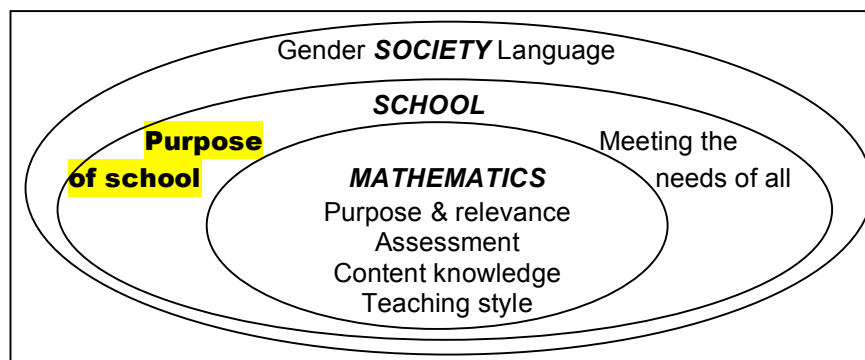 Gender SOCIETY Language
SCHOOL
Purpose
of school
Meeting the
needs of all
MATHEMATICS
Purpose & relevance
Assessment
Content knowledge
Teaching style